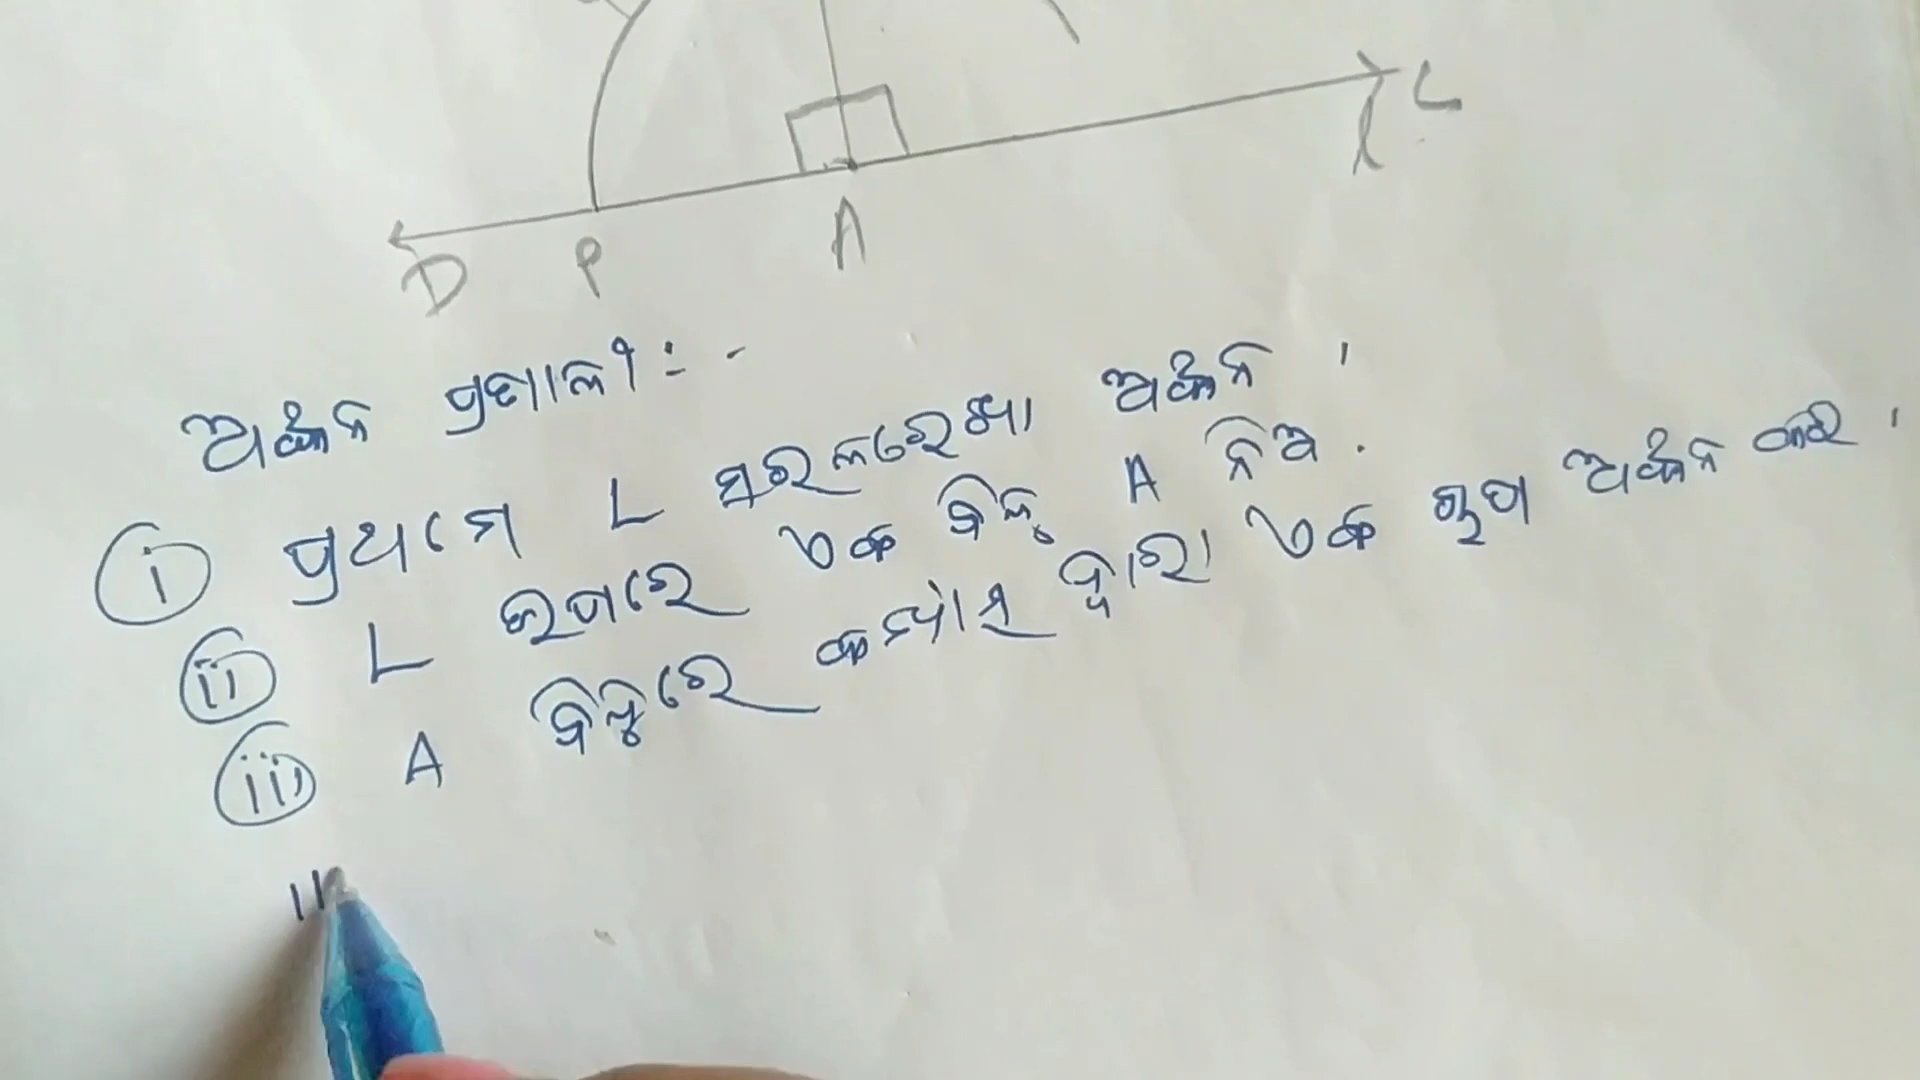 L
l
D P A
ଅଙ୍କନ ପ୍ରଣାଳୀ :-
i ପ୍ରଥମେ L ସରଳରେଖା ଅଙ୍କନ ।
ii L ଉପରେ ଏକ ବିନ୍ଦୁ A ନିଅ .
iii A ବିନ୍ଦୁରେ କମ୍ପାସ ଦ୍ୱାରା ଏକ ଚାପ ଅଙ୍କନ କର ।